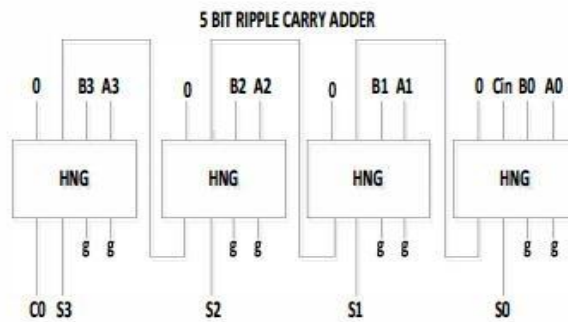 5 BIT RIPPLE CARRY ADDER
0 B3 A3 0 B2 A2 0 B1 A1 0 Cin B0 A0
HNG HNG HNG HNG
g g g g g g g g
C0 S3 S2 S1 S0